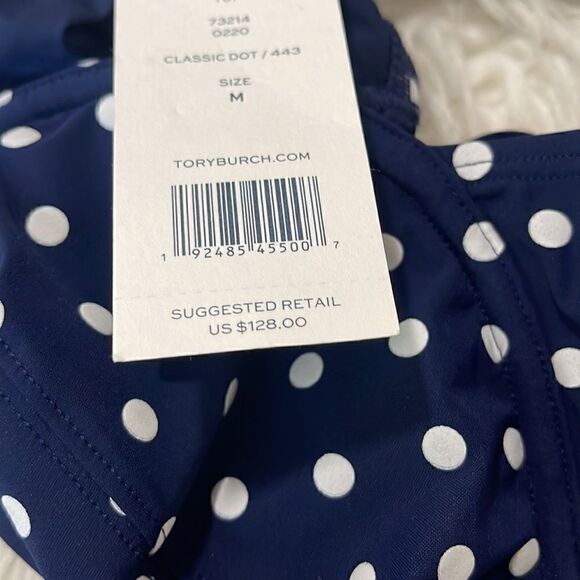 73214
0220
CLASSIC DOT / 443
SIZE
M
TORYBURCH.COM
1 92485 45500 7
SUGGESTED RETAIL
US $128.00